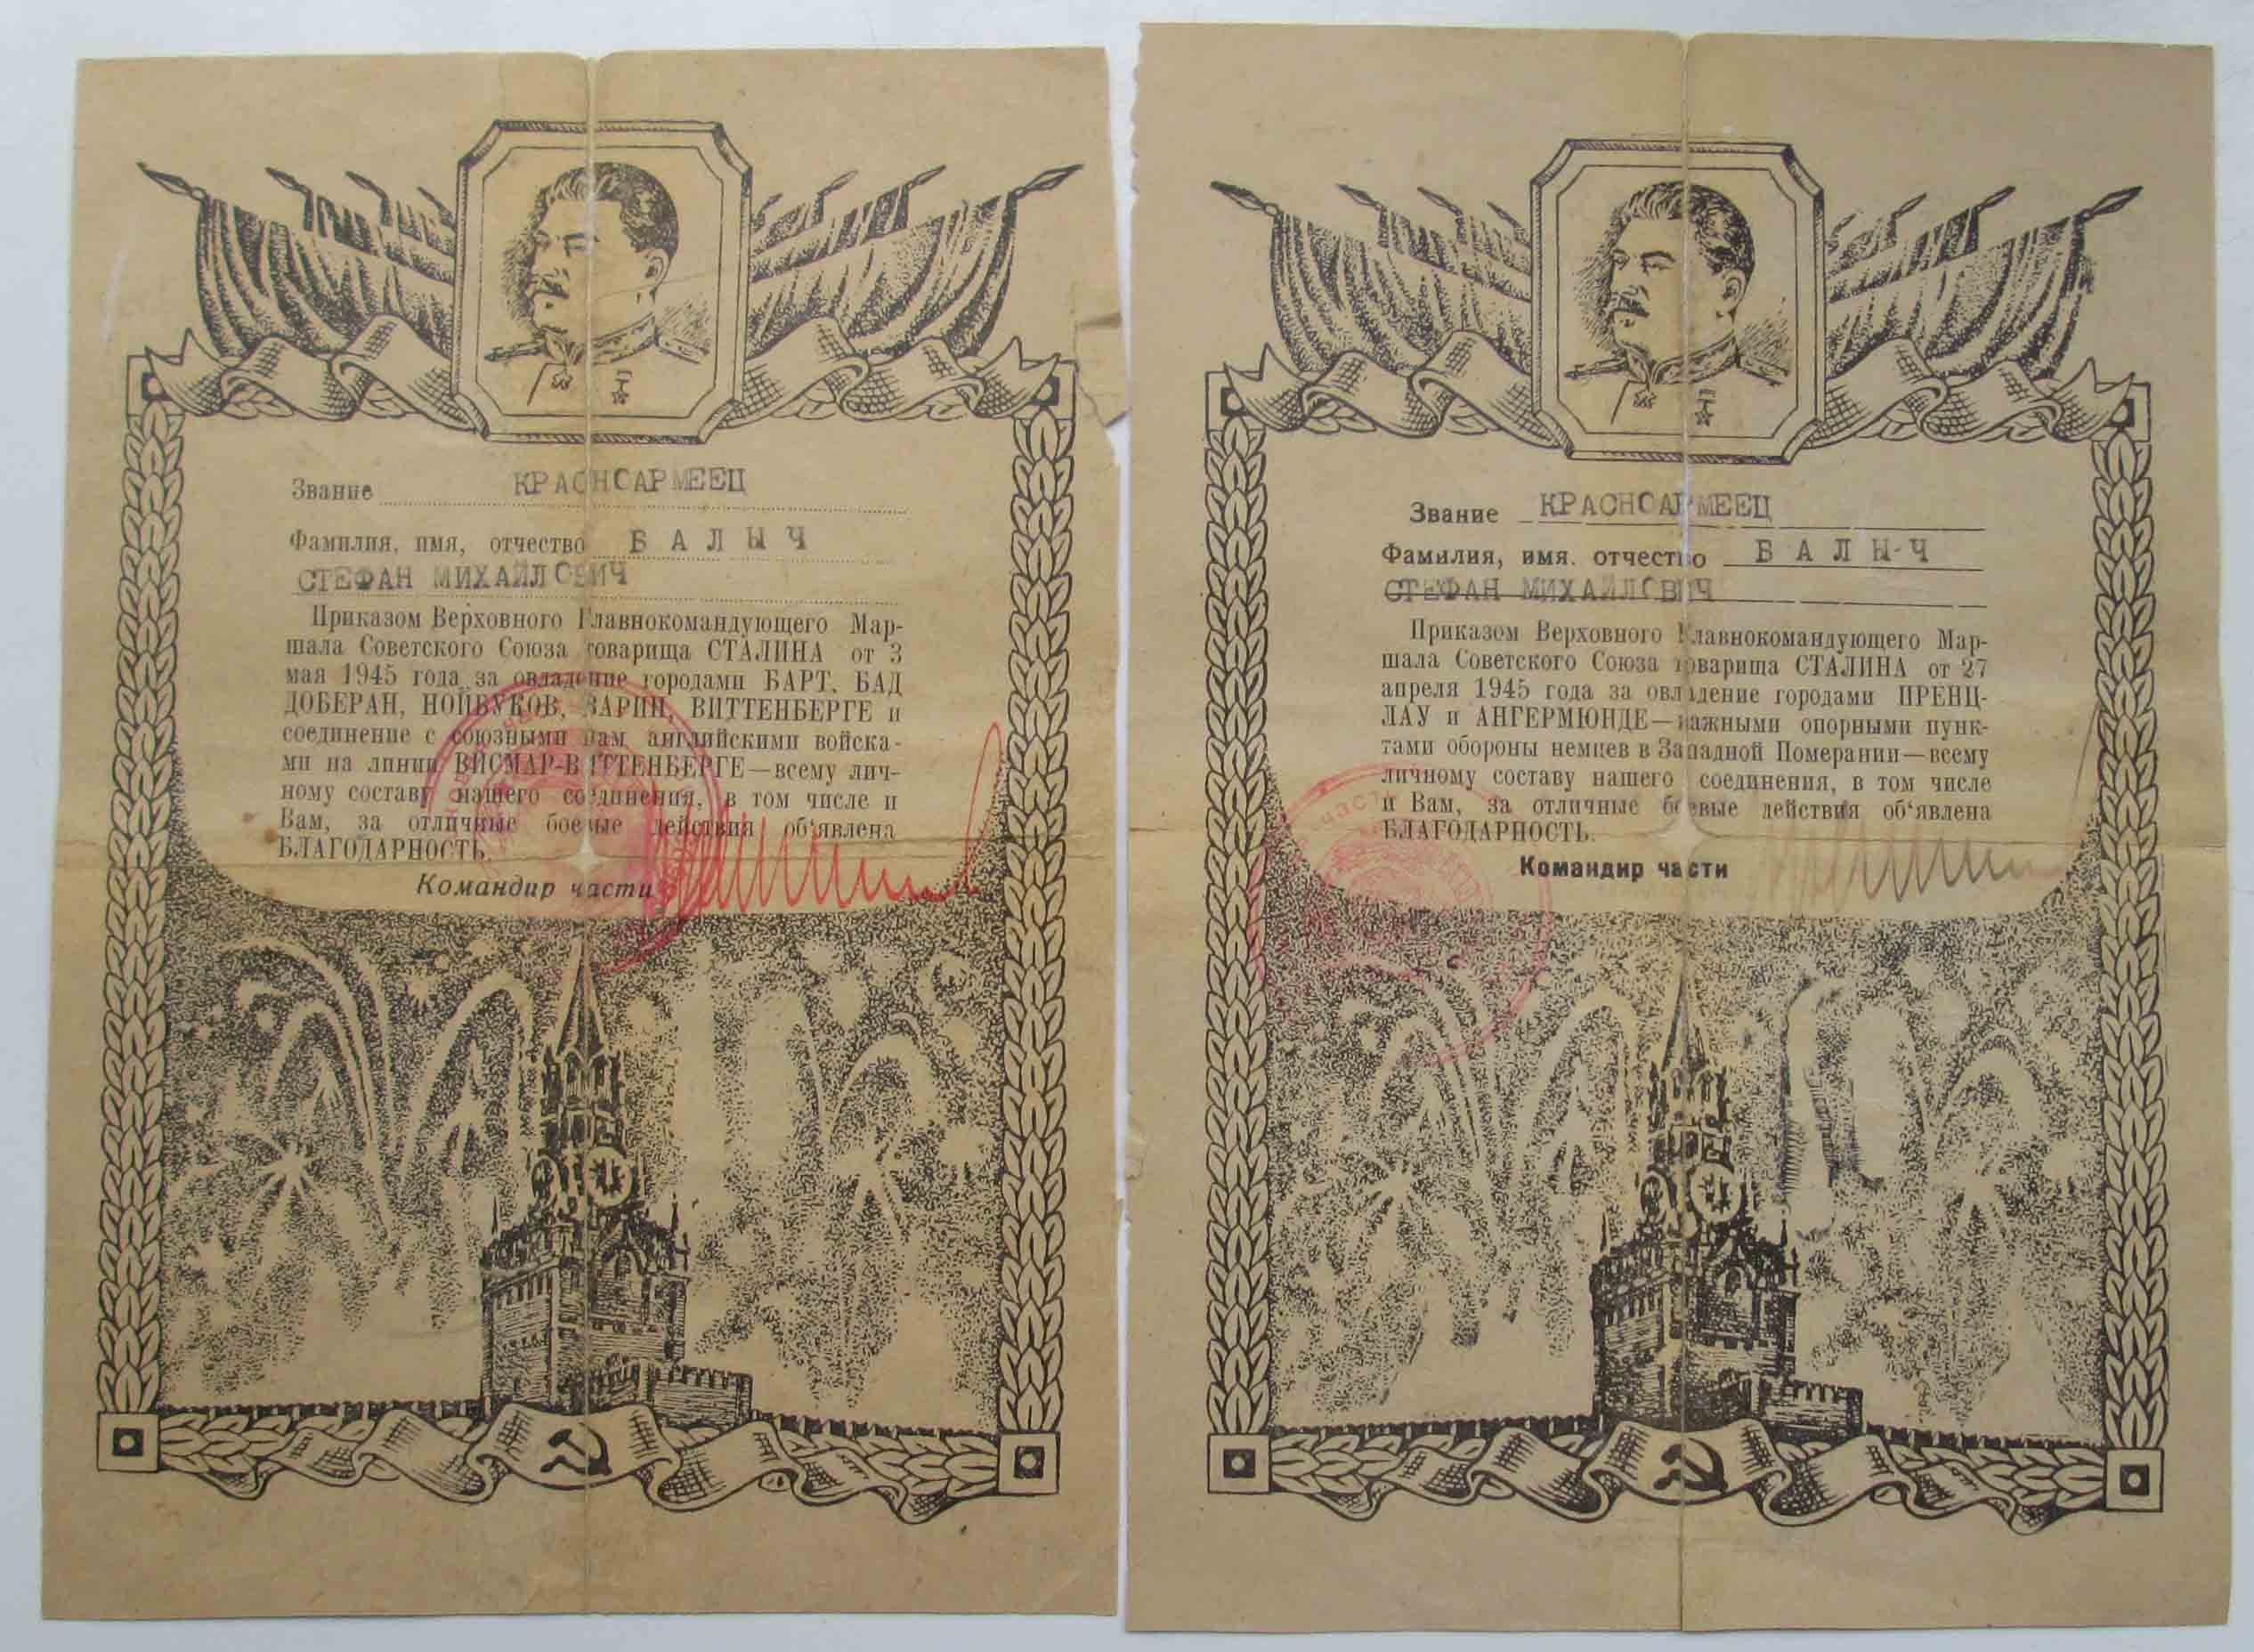 Звание КРАСНОАРМЕЕЦ
Фамилия, имя, отчество БАЛЫЧ
СТЕФАН МИХАЙЛОВИЧ
Приказом Верховного Главнокомандующего Мар-
шала Советского Союза товарища СТАЛИНА от 3
мая 1945 года за овладение городами БАРТ, БАД
ДОБЕРАН, НОЙБУКОВ, ВАРИН, ВИТТЕНБЕРГЕ и
соединение с союзными нам английскими войска-
ми на линии ВИСМАР-ВИТТЕНБЕРГЕ—всему лич-
ному составу нашего соединения, в том числе и
Вам, за отличные боевые действия об‘явлена
БЛАГОДАРНОСТЬ.
Командир части
Звание КРАСНОАРМЕЕЦ
Фамилия, имя. отчество БАЛЫ-Ч
СТЕФАН МИХАЙЛОВИЧ
Приказом Верховного Главнокомандующего Мар-
шала Советского Союза товарища СТАЛИНА от 27
апреля 1945 года за овладение городами ПРЕНЦ-
ЛАУ и АНГЕРМЮНДЕ—важными опорными пунк-
тами обороны немцев в Западной Померании—всему
личному составу нашего соединения, в том числе
и Вам, за отличные боевые действия об‘явлена
БЛАГОДАРНОСТЬ.
Командир части